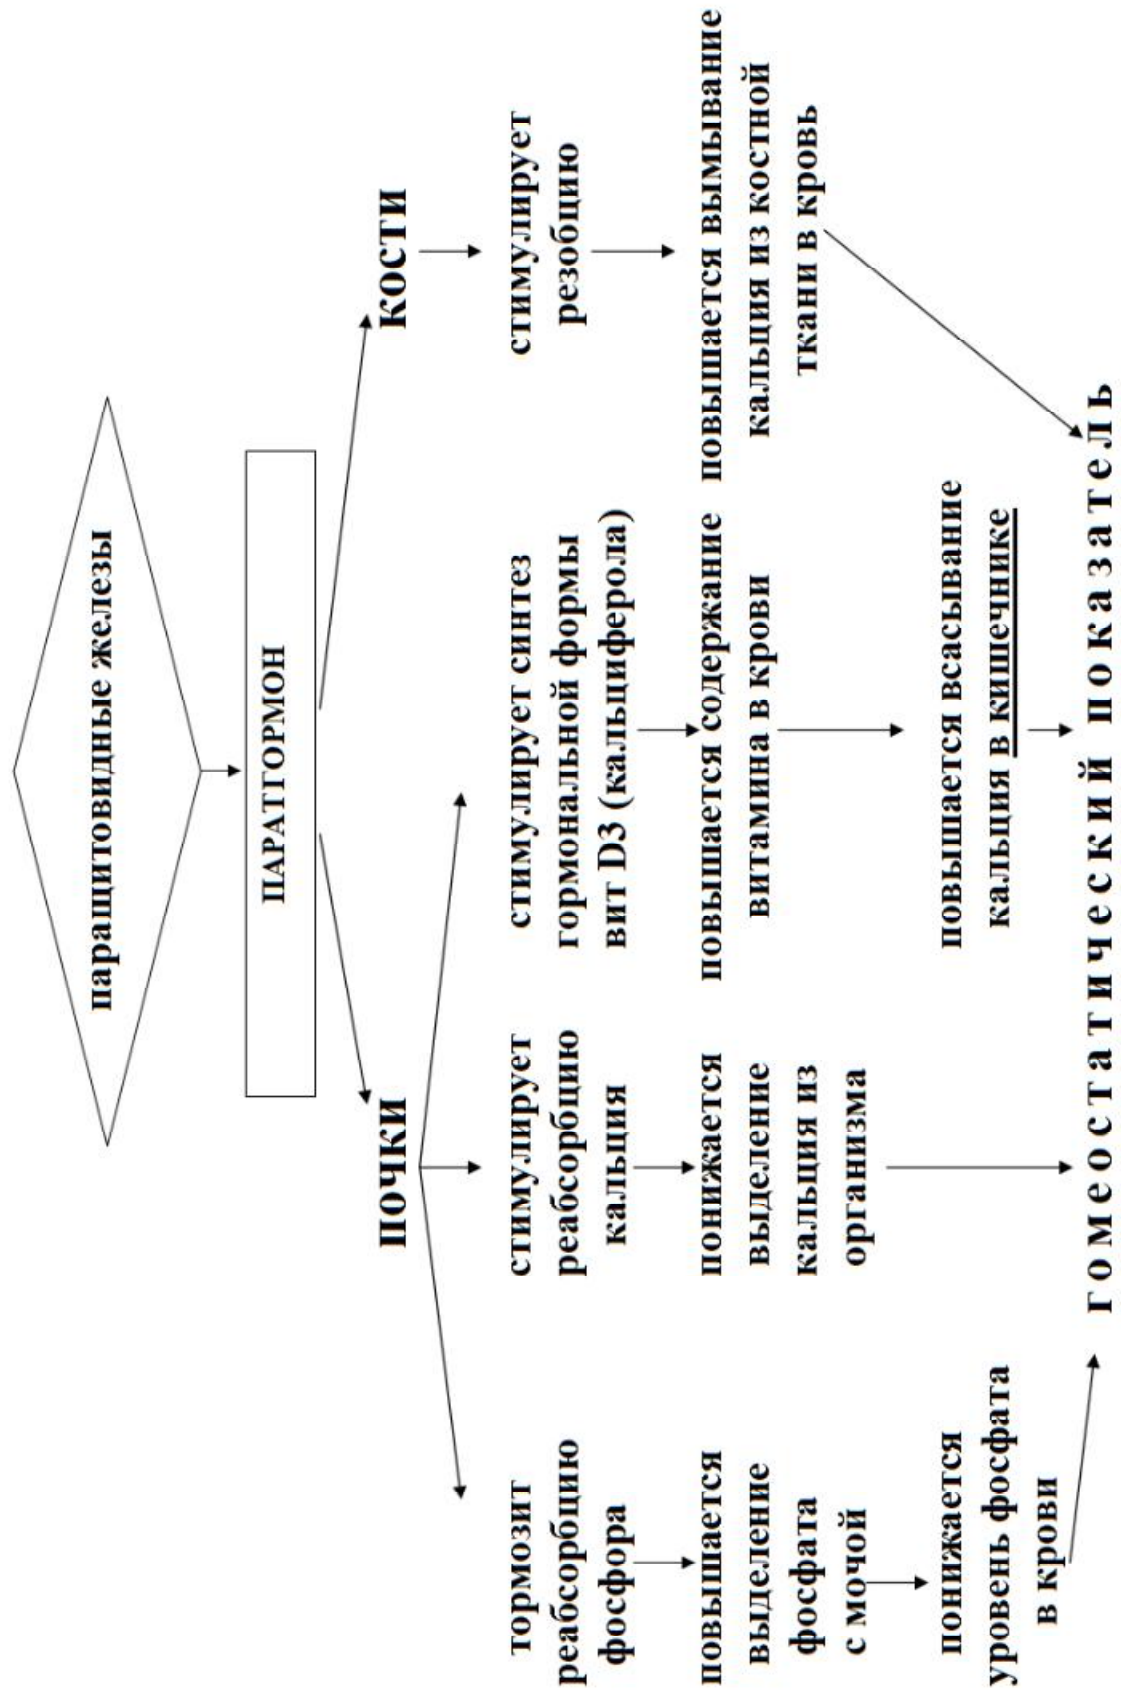 паращитовидные железы
ПАРАТГОРМОН
почки
кости
тормозит
реабсорбцию
фосфора
стимулирует
реабсорбцию
кальция
стимулирует синтез
гормональной формы
вит D3 (кальциферола)
стимулирует
резобцию
повышается
выделение
фосфата
с мочой
понижается
выделение
кальция из
организма
повышается содержание
витамина в крови
повышается вымывание
кальция из костной
ткани в кровь
понижается
уровень фосфата
в крови
повышается всасывание
кальция в кишечнике
гомеостатический показатель